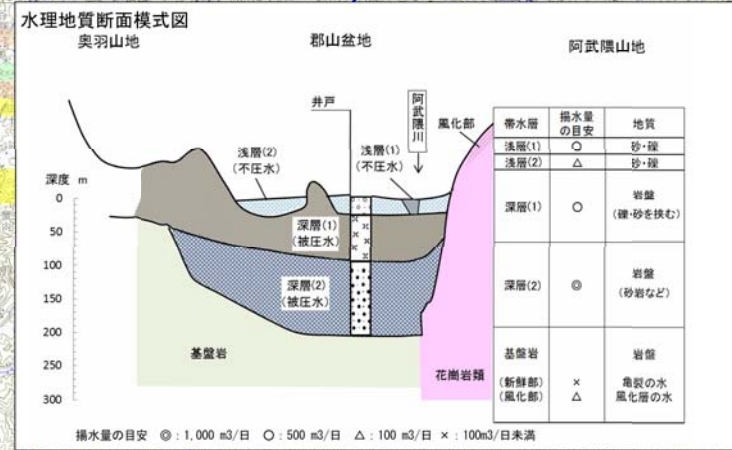 水理地質断面模式図
奥羽山地
郡山盆地
阿武隈山地
井戸
阿武隈川
風化部
浅層(2)
(不圧水)
浅層(1)
(不圧水)
深度 m
0
50
100
150
200
250
300
深層(1)
(被圧水)
深層(2)
(被圧水)
基盤岩
花崗岩類
帯水層 揚水量の目安 地質
浅層(1) ○ 砂・礫
浅層(2) △ 砂・礫
深層(1) ○ 岩盤
(礫・砂を挟む)
深層(2) ◎ 岩盤
(砂岩など)
基盤岩 岩盤
(新鮮部) × 亀裂の水
(風化部) △ 風化層の水
揚水量の目安 ◎:1,000 m3/日 ○:500 m3/日 △:100 m3/日 ×:100m3/日未満